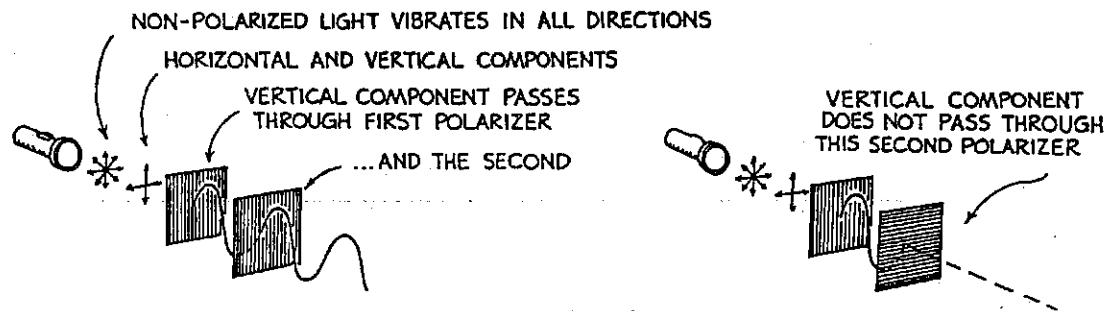 NON-POLARIZED LIGHT VIBRATES IN ALL DIRECTIONS
HORIZONTAL AND VERTICAL COMPONENTS
VERTICAL COMPONENT PASSES
THROUGH FIRST POLARIZER
...AND THE SECOND
VERTICAL COMPONENT
DOES NOT PASS THROUGH
THIS SECOND POLARIZER